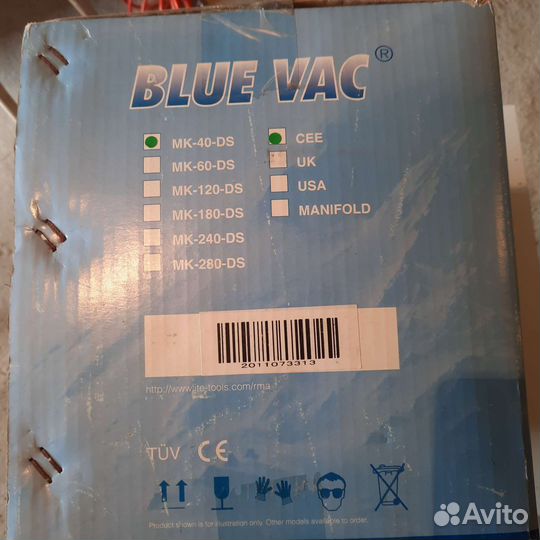 BLUE VAC ®
MK-40-DS
MK-60-DS
MK-120-DS
MK-180-DS
MK-240-DS
MK-280-DS
CEE
UK
USA
MANIFOLD
2011073313
http://www.ite-tools.com/rma
TÜV CE
Product shown is for illustration only. Other models available to order.
Avito